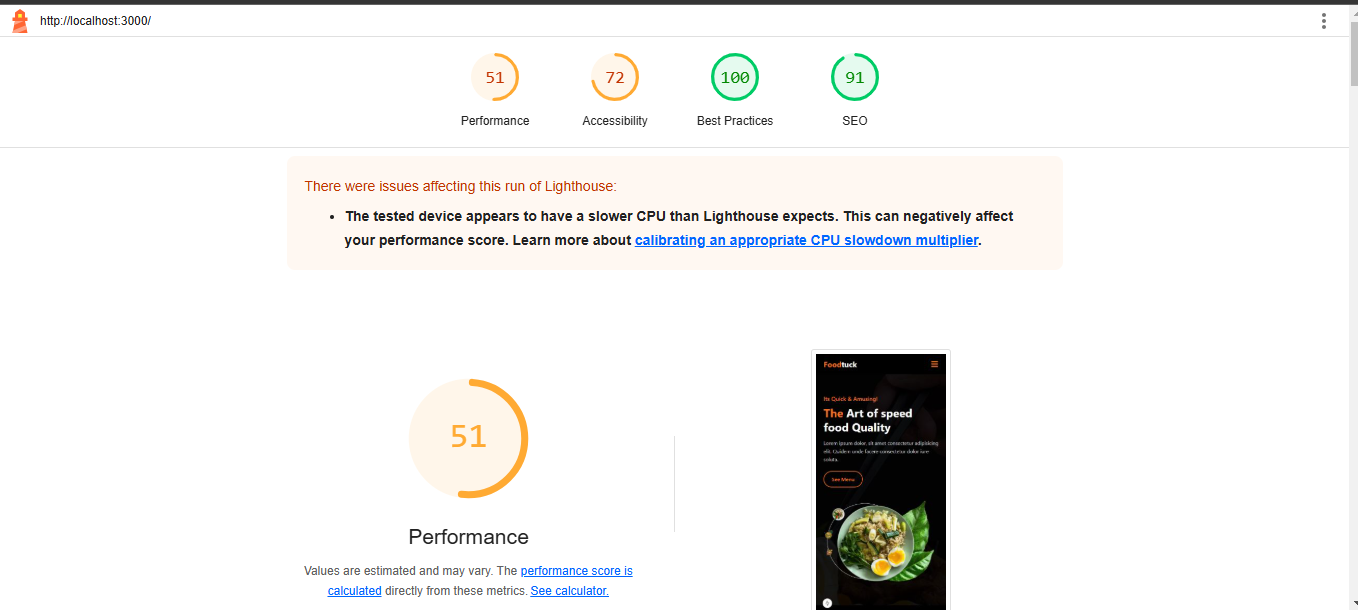 http://localhost:3000/
51
72
100
91
Performance
Accessibility
Best Practices
SEO
There were issues affecting this run of Lighthouse:
The tested device appears to have a slower CPU than Lighthouse expects. This can negatively affect
your performance score. Learn more about calibrating an appropriate CPU slowdown multiplier.
51
Performance
Values are estimated and may vary. The performance score is
calculated directly from these metrics. See calculator.
Foodtuck
Its Quick & Amusing!
The Art of speed
food Quality
Lorem ipsum dolor, sit amet consectetur adipisicing
elit. Quidem unde facere consectetur dolor iore
soluta.
See Menu